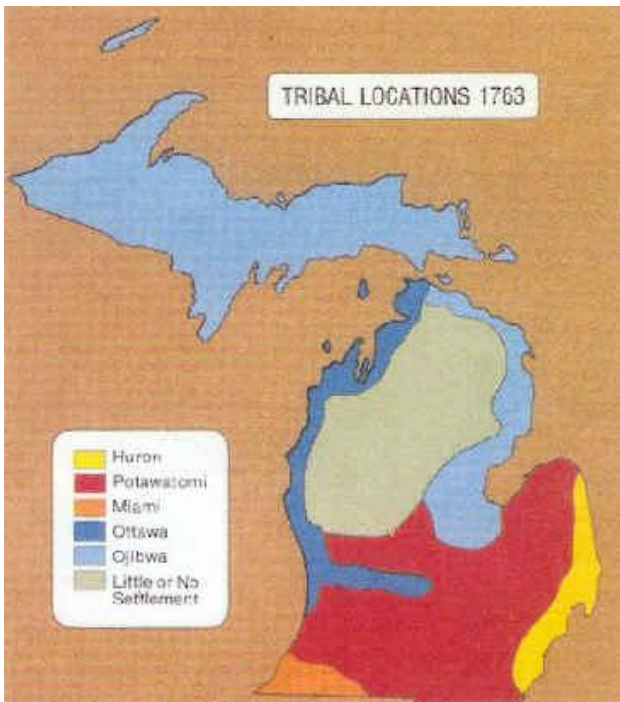 TRIBAL LOCATIONS 1763
Huron
Potawatomi
Miami
Ottawa
Ojibwa
Little or No
Settlement